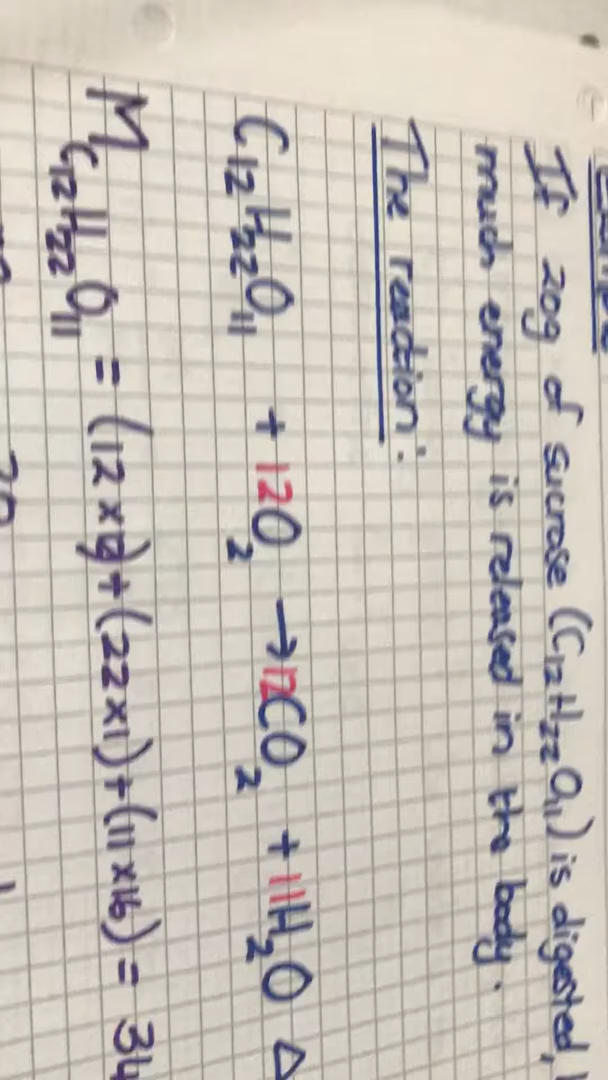 If 20g of sucrose (C₁₂H₂₂O₁₁) is digested,
much energy is released in the body.
The reaction:
C₁₂H₂₂O₁₁ + 12O₂ → 12CO₂ + 11H₂O Δ
M C₁₂H₂₂O₁₁ = (12 × 12) + (22×1) + (11×16) = 34